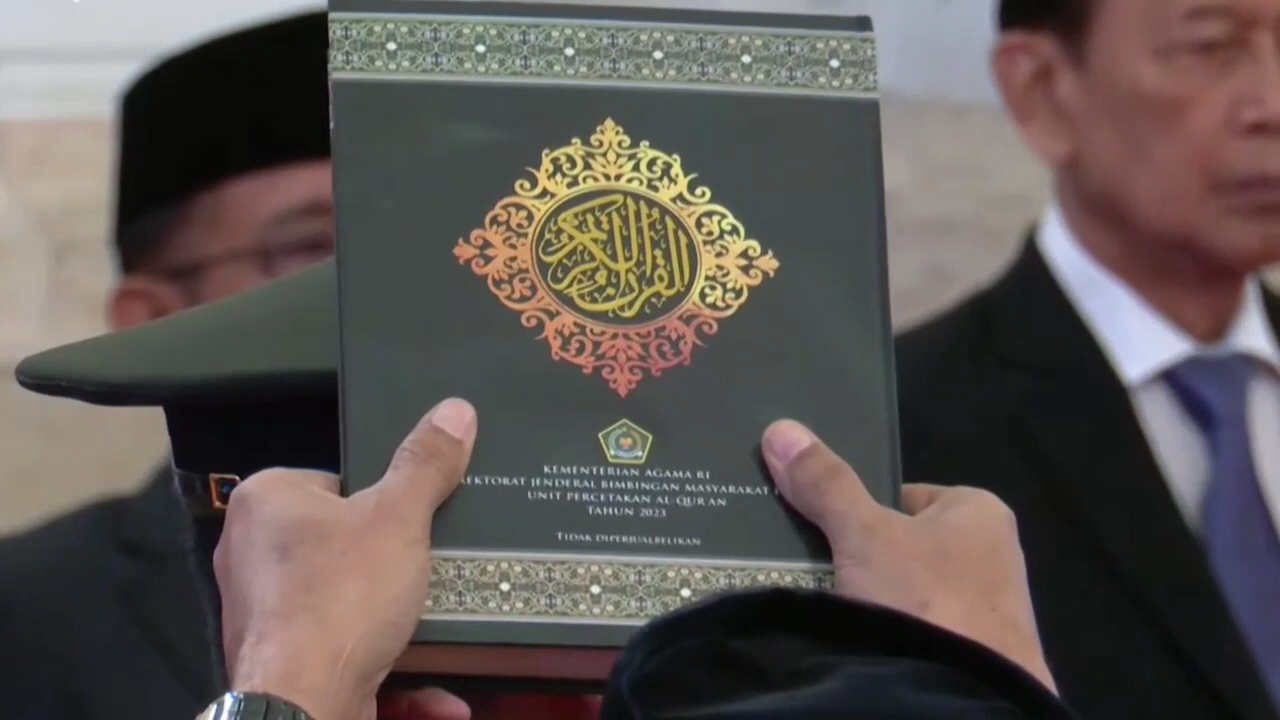 القرآن الكريم
KEMENTERIAN AGAMA RI
JENDERAL BIMBINGAN MASYARAKAT
UNIT PERCETAKAN AL-QUR'AN
TAHUN 2023
TIDAK DIPERJUALBELIKAN